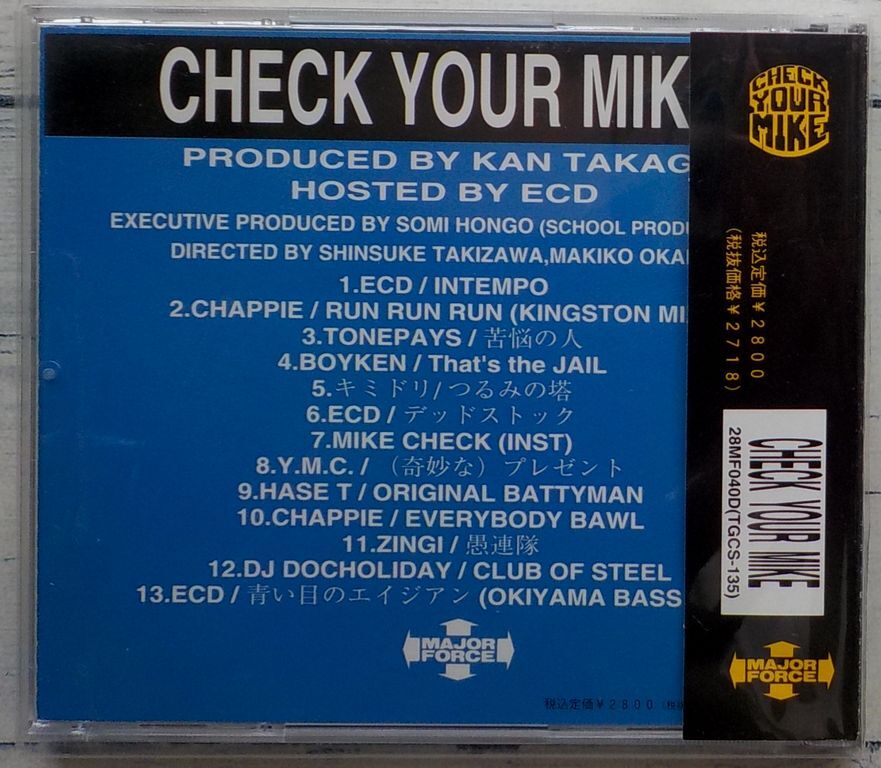 CHECK YOUR MIK
PRODUCED BY KAN TAKAG
HOSTED BY ECD
EXECUTIVE PRODUCED BY SOMI HONGO (SCHOOL PRODU
DIRECTED BY SHINSUKE TAKIZAWA,MAKIKO OKA
1.ECD / INTEMPO
2.CHAPPIE / RUN RUN RUN (KINGSTON MI
3.TONEPAYS / 苦悩の人
4.BOYKEN / That's the JAIL
5.キミドリ/ つるみの塔
6.ECD / デッドストック
7.MIKE CHECK (INST)
8.Y.M.C. / （奇妙な）プレゼント
9.HASE T / ORIGINAL BATTYMAN
10.CHAPPIE / EVERYBODY BAWL
11.ZINGI / 愚連隊
12.DJ DOCHOLIDAY / CLUB OF STEEL
13.ECD / 青い目のエイジアン (OKIYAMA BASS
MAJOR
FORCE
税込定価¥2800（税
CHECK
YOUR
MIKE
税込定価¥2800
（税抜価格¥2718）
CHECK YOUR MIKE
28MF040D(TGCS-135)
MAJOR
FORCE